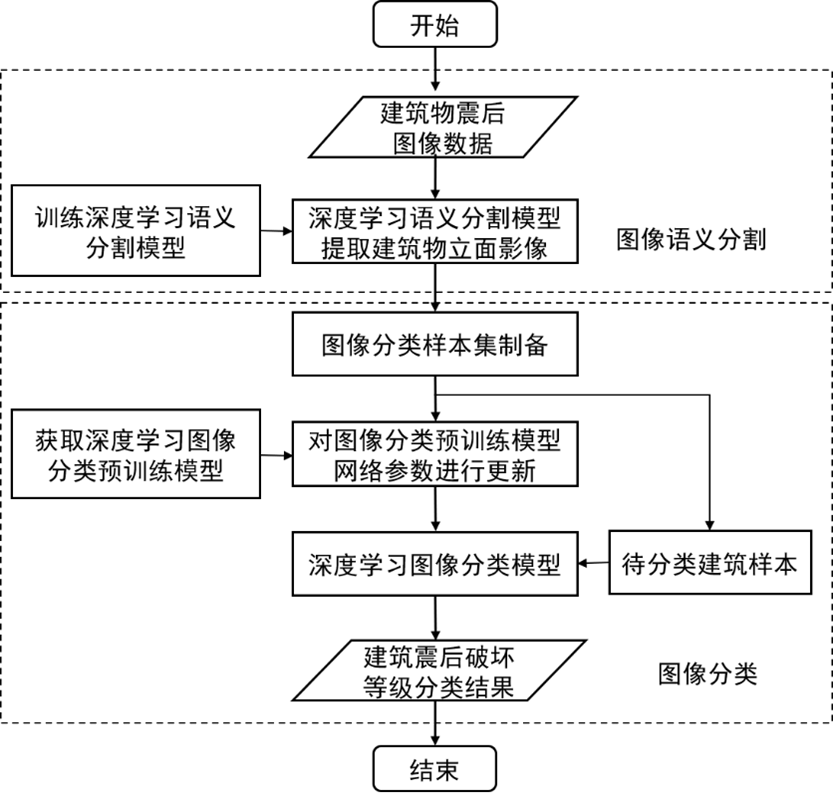 开始
建筑物震后
图像数据
训练深度学习语义
分割模型
深度学习语义分割模型
提取建筑物立面影像
图像语义分割
图像分类样本集制备
获取深度学习图像
分类预训练模型
对图像分类预训练模型
网络参数进行更新
深度学习图像分类模型
待分类建筑样本
建筑震后破坏
等级分类结果
图像分类
结束